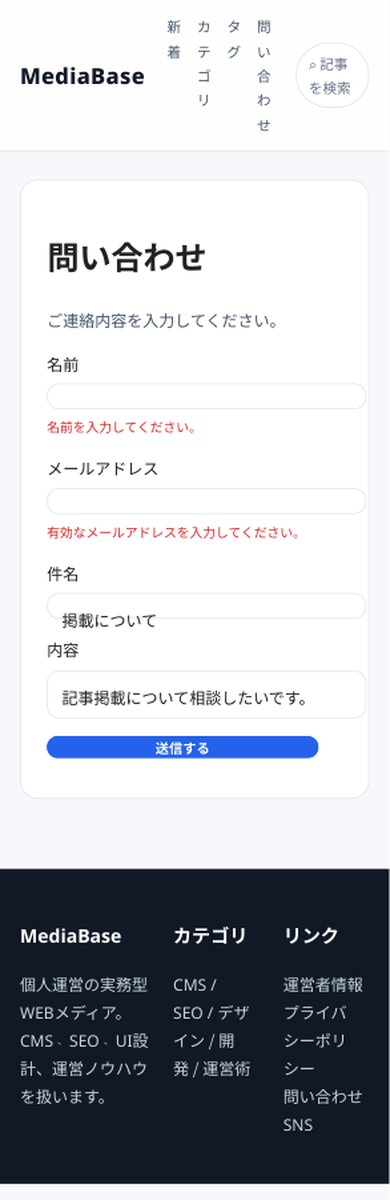 MediaBase
新着
カテゴリ
タグ
問い合わせ
⌕ 記事
を検索
問い合わせ
ご連絡内容を入力してください。
名前
名前を入力してください。
メールアドレス
有効なメールアドレスを入力してください。
件名
掲載について
内容
記事掲載について相談したいです。
送信する
MediaBase
個人運営の実務型
WEBメディア。
CMS、SEO、UI設
計、運営ノウハウ
を扱います。
カテゴリ
CMS /
SEO / デザ
イン / 開
発 / 運営術
リンク
運営者情報
プライバ
シーポリ
シー
問い合わせ
SNS